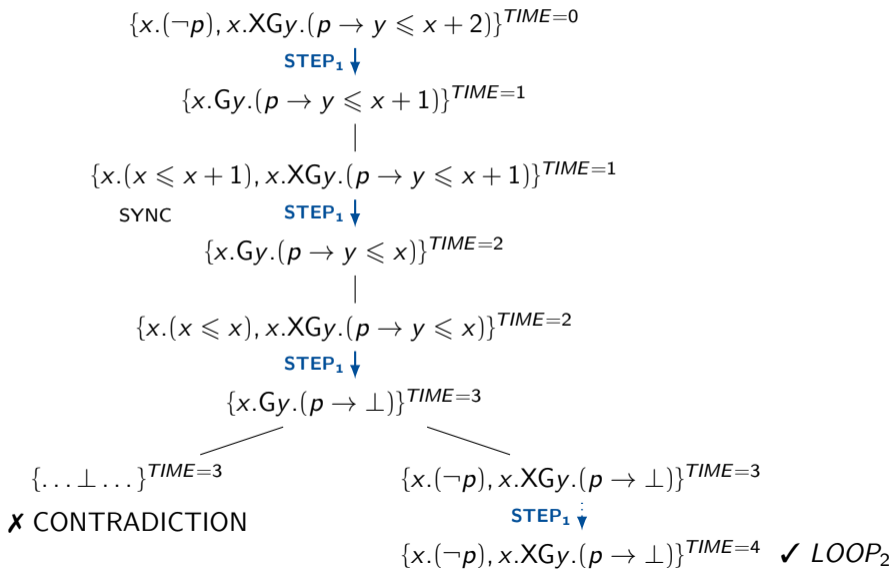 {x.(¬p), x.XGy.(p → y ⩽ x + 2)}^{TIME=0}
STEP₁
{x.Gy.(p → y ⩽ x + 1)}^{TIME=1}
{x.(x ⩽ x + 1), x.XGy.(p → y ⩽ x + 1)}^{TIME=1}
SYNC STEP₁
{x.Gy.(p → y ⩽ x)}^{TIME=2}
{x.(x ⩽ x), x.XGy.(p → y ⩽ x)}^{TIME=2}
STEP₁
{x.Gy.(p → ⊥)}^{TIME=3}
{... ⊥ ...}^{TIME=3} {x.(¬p), x.XGy.(p → ⊥)}^{TIME=3}
✗ CONTRADICTION STEP₁
{x.(¬p), x.XGy.(p → ⊥)}^{TIME=4} ✓ LOOP₂